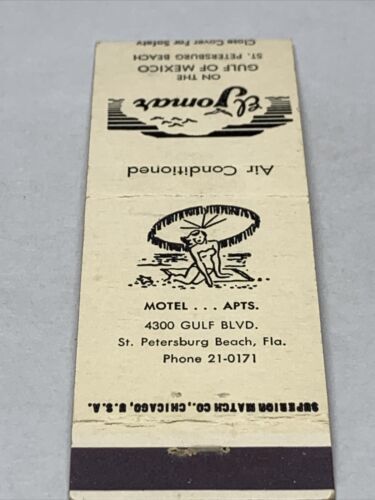 Close Cover For Safety
ST. PETERSBURG BEACH
GULF OF MEXICO
ON THE
el Jomar
Air Conditioned
MOTEL . . . APTS.
4300 GULF BLVD.
St. Petersburg Beach, Fla.
Phone 21-0171
SUPERIOR MATCH CO., CHICAGO, U.S.A.